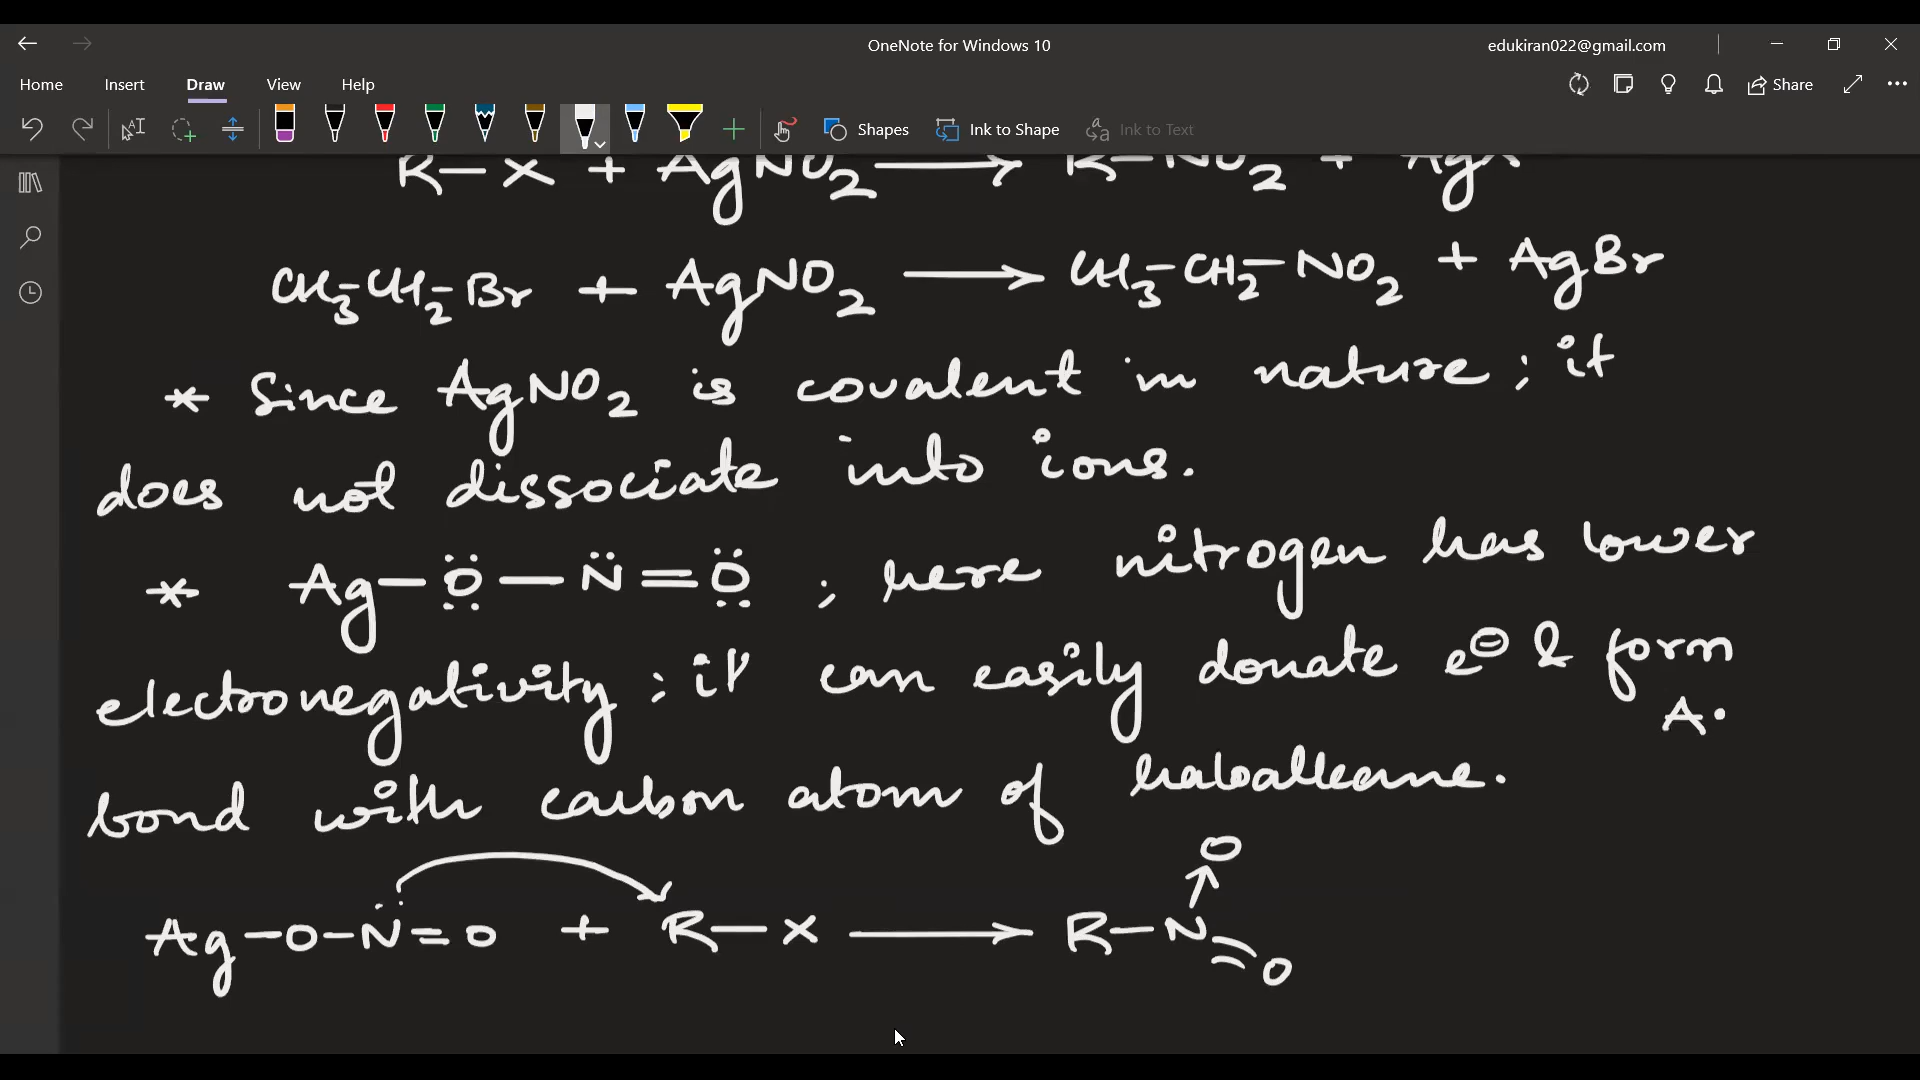 OneNote for Windows 10
edukiran022@gmail.com
Home Insert Draw View Help
Share
Shapes Ink to Shape Ink to Text
R-X + AgNO2 ⟶ R-NO2 + AgX
CH3-CH2-Br + AgNO2 ⟶ CH3-CH2-NO2 + AgBr
* Since AgNO2 is covalent in nature; it
does not dissociate into ions.
* Ag-O-N=O ; here nitrogen has lower
electronegativity; it can easily donate e⊖ & form
A.
bond with carbon atom of haloalkane.
O
Ag-O-N=O + R-X ⟶ R-N
O